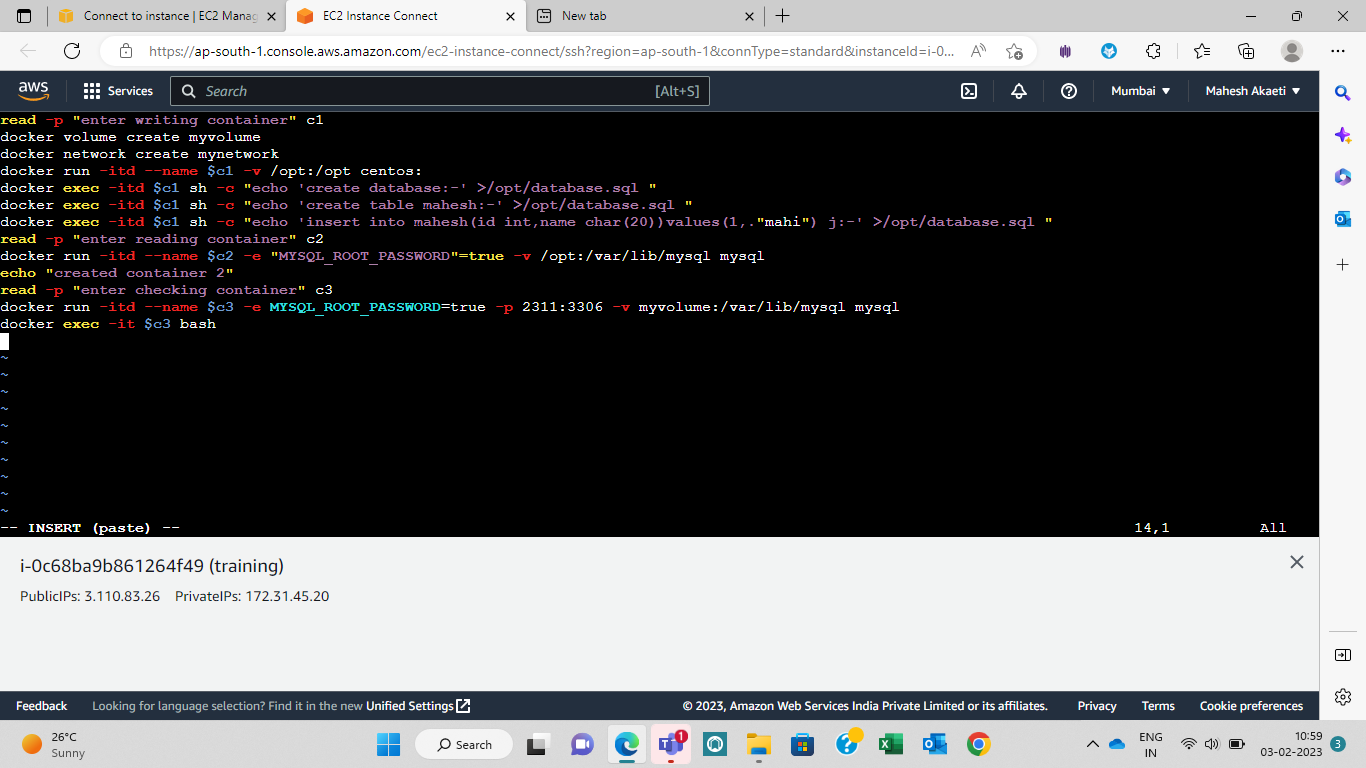 Connect to instance | EC2 Manag
EC2 Instance Connect
New tab
https://ap-south-1.console.aws.amazon.com/ec2-instance-connect/ssh?region=ap-south-1&connType=standard&instanceId=i-0...
aws
Services
Search
[Alt+S]
Mumbai
Mahesh Akaeti
read -p "enter writing container" c1
docker volume create myvolume
docker network create mynetwork
docker run -itd --name $c1 -v /opt:/opt centos:
docker exec -itd $c1 sh -c "echo 'create database:-' >/opt/database.sql "
docker exec -itd $c1 sh -c "echo 'create table mahesh:-' >/opt/database.sql "
docker exec -itd $c1 sh -c "echo 'insert into mahesh(id int,name char(20))values(1,."mahi") j:-' >/opt/database.sql "
read -p "enter reading container" c2
docker run -itd --name $c2 -e "MYSQL_ROOT_PASSWORD"=true -v /opt:/var/lib/mysql mysql
echo "created container 2"
read -p "enter checking container" c3
docker run -itd --name $c3 -e MYSQL_ROOT_PASSWORD=true -p 2311:3306 -v myvolume:/var/lib/mysql mysql
docker exec -it $c3 bash
~
~
~
~
~
~
~
~
~
~
-- INSERT (paste) --
14,1
All
i-0c68ba9b861264f49 (training)
PublicIPs: 3.110.83.26 PrivateIPs: 172.31.45.20
Feedback
Looking for language selection? Find it in the new Unified Settings
© 2023, Amazon Web Services India Private Limited or its affiliates.
Privacy
Terms
Cookie preferences
26°C
Sunny
Search
1
ENG
IN
10:59
03-02-2023
3